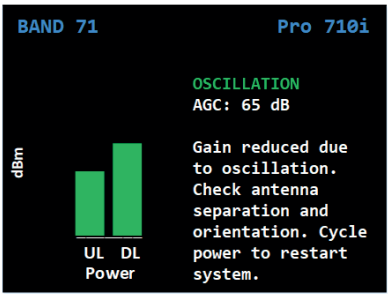 BAND 71
Pro 710i
OSCILLATION
AGC: 65 dB
Gain reduced due
to oscillation.
Check antenna
separation and
orientation. Cycle
power to restart
system.
dBm
UL DL
Power